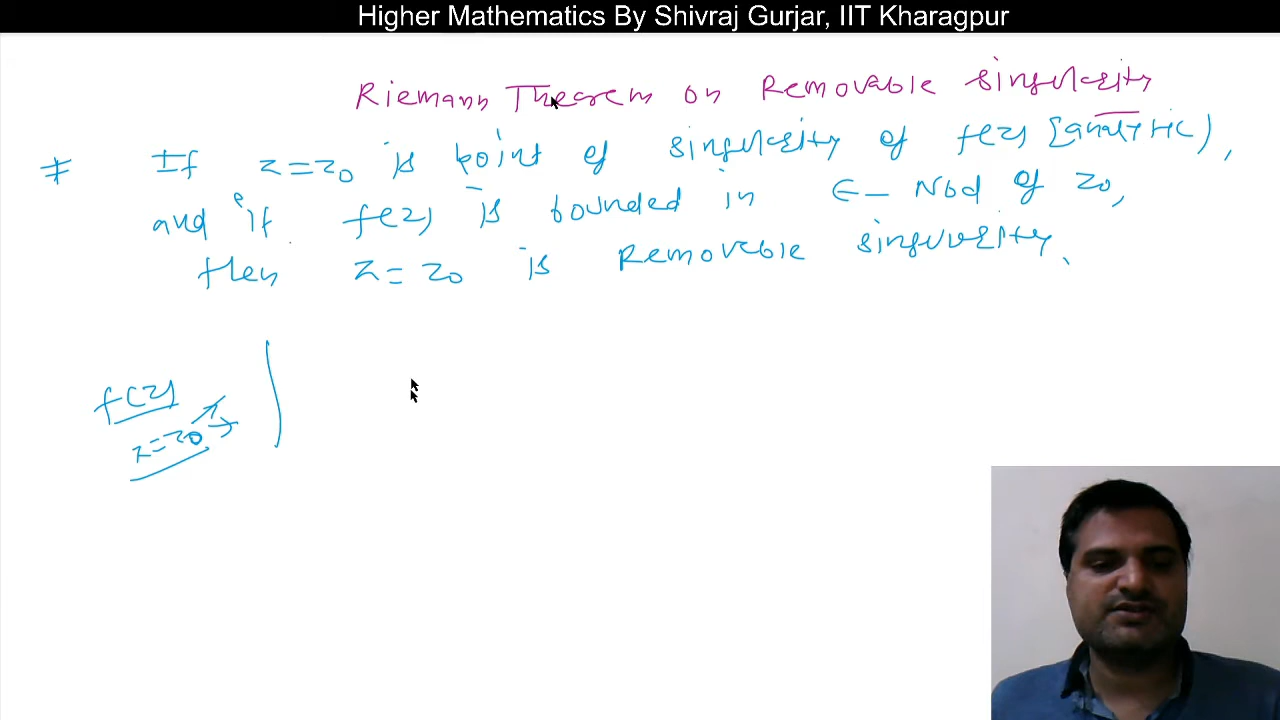 Higher Mathematics By Shivraj Gurjar, IIT Kharagpur
Riemann Theorem on Removable singularity
* If z=z0 is point of singularity of f(z) [analytic),
and if f(z) is bounded in ∈- Nbd of z0,
then z=z0 is Removable singularity.
f(z)
z=z0